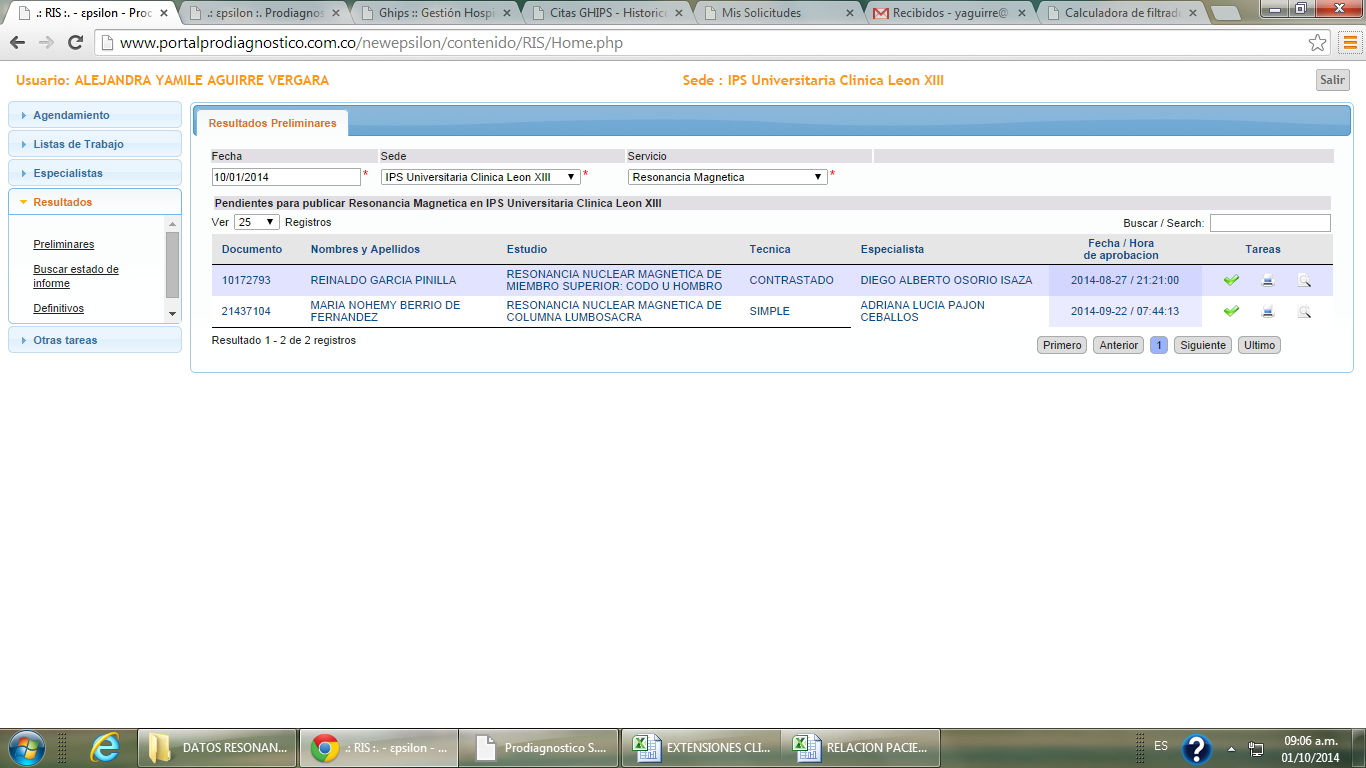 .: RIS :. - εpsilon - Proc
.: εpsilon :. Prodiagnos
Ghips :: Gestión Hospi
Citas GHIPS - Historico
Mis Solicitudes
Recibidos - yaguirre@
Calculadora de filtrado
www.portalprodiagnostico.com.co/newepsilon/contenido/RIS/Home.php
Usuario: ALEJANDRA YAMILE AGUIRRE VERGARA
Sede : IPS Universitaria Clinica Leon XIII
Salir
Agendamiento
Listas de Trabajo
Especialistas
Resultados
Preliminares
Buscar estado de
informe
Definitivos
Otras tareas
Resultados Preliminares
Fecha Sede Servicio
10/01/2014 * IPS Universitaria Clinica Leon XIII * Resonancia Magnetica *
Pendientes para publicar Resonancia Magnetica en IPS Universitaria Clinica Leon XIII
Ver 25 Registros Buscar / Search:
Documento Nombres y Apellidos Estudio Tecnica Especialista Fecha / Hora de aprobacion Tareas
10172793 REINALDO GARCIA PINILLA RESONANCIA NUCLEAR MAGNETICA DE MIEMBRO SUPERIOR: CODO U HOMBRO CONTRASTADO DIEGO ALBERTO OSORIO ISAZA 2014-08-27 / 21:21:00
21437104 MARIA NOHEMY BERRIO DE FERNANDEZ RESONANCIA NUCLEAR MAGNETICA DE COLUMNA LUMBOSACRA SIMPLE ADRIANA LUCIA PAJON CEBALLOS 2014-09-22 / 07:44:13
Resultado 1 - 2 de 2 registros
Primero Anterior 1 Siguiente Ultimo
DATOS RESONAN...
.: RIS :. - εpsilon - ...
Prodiagnostico S....
EXTENSIONES CLI...
RELACION PACIE...
ES
09:06 a.m.
01/10/2014